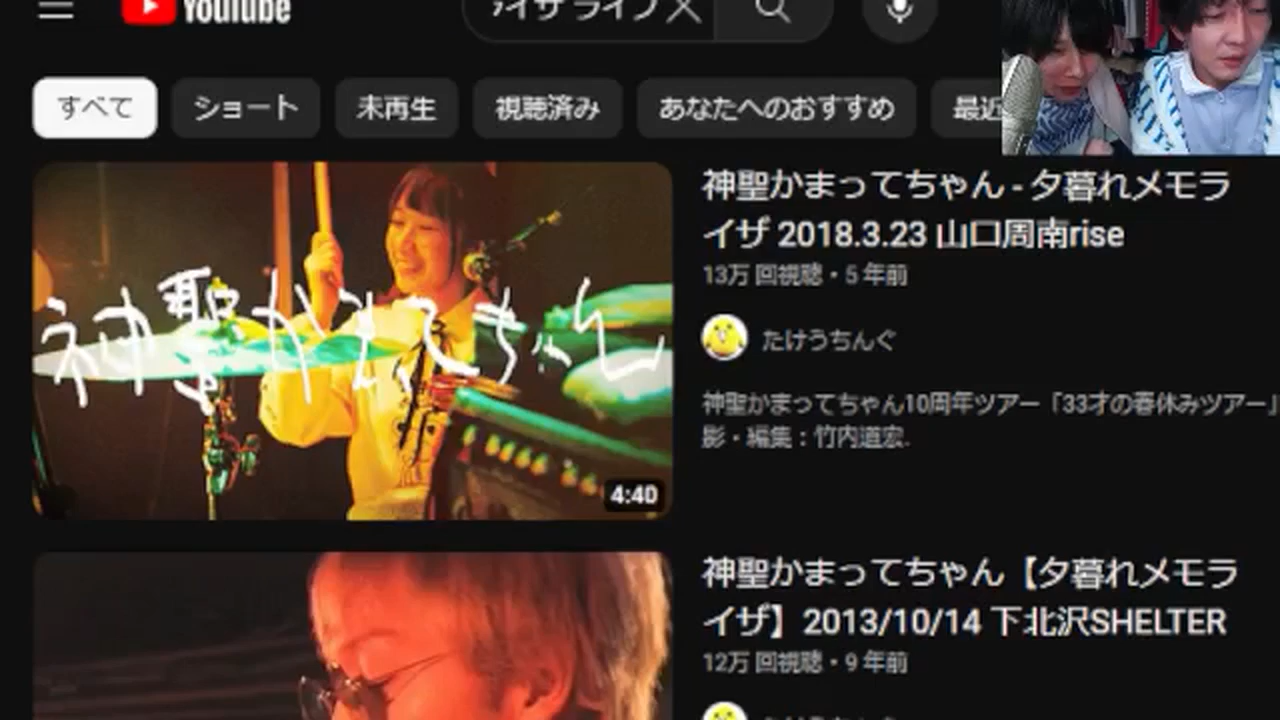 YouTube
イザ ライブ
すべて
ショート
未再生
視聴済み
あなたへのおすすめ
最近
神聖かまってちゃん - 夕暮れメモラ
イザ 2018.3.23 山口周南rise
13万 回視聴・5 年前
たけうちんぐ
神聖かまってちゃん10周年ツアー「33才の春休みツアー」
影・編集：竹内道宏.
神聖かまってちゃん
4:40
神聖かまってちゃん【夕暮れメモラ
イザ】2013/10/14 下北沢SHELTER
12万 回視聴・9 年前